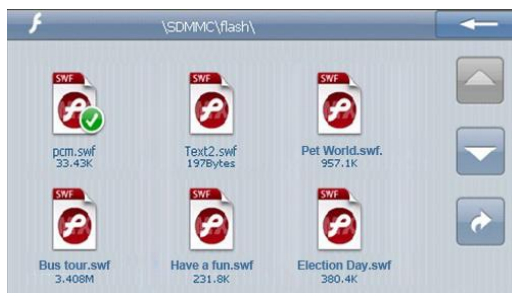 \SDMMC\flash\
SWF SWF SWF
pcm.swf Text2.swf Pet World.swf.
33.43K 197Bytes 957.1K
SWF SWF SWF
Bus tour.swf Have a fun.swf Election Day.swf
3.408M 231.8K 380.4K